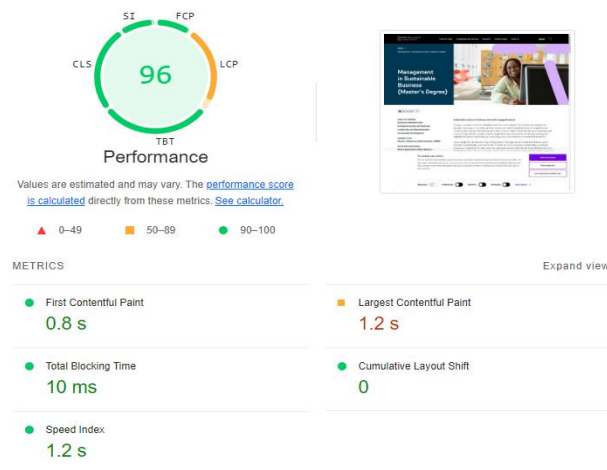 SI
FCP
CLS
LCP
96
TBT
Performance
Values are estimated and may vary. The performance score
is calculated directly from these metrics. See calculator.
0–49
50–89
90–100
Management
in Sustainable
Business
(Master's Degree)
METRICS
Expand view
First Contentful Paint
0.8 s
Largest Contentful Paint
1.2 s
Total Blocking Time
10 ms
Cumulative Layout Shift
0
Speed Index
1.2 s